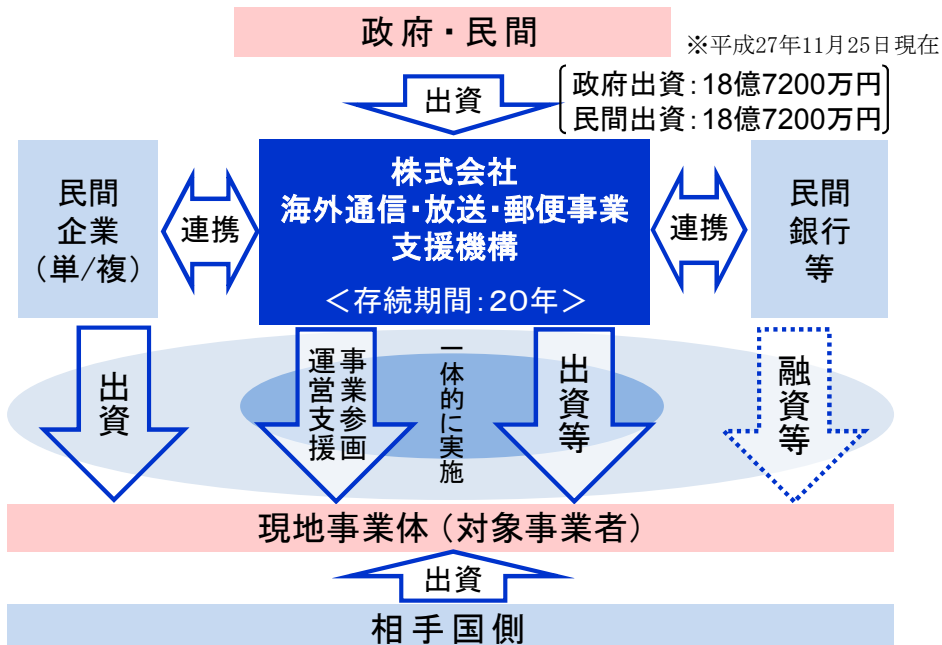 政府・民間
※平成27年11月25日現在
出資
政府出資：18億7200万円
民間出資：18億7200万円
民間
企業
（単/複）
連携
株式会社
海外通信・放送・郵便事業
支援機構
＜存続期間：20年＞
連携
民間
銀行
等
出資
事業参画
運営支援
一体的に実施
出資等
融資等
現地事業体（対象事業者）
出資
相手国側